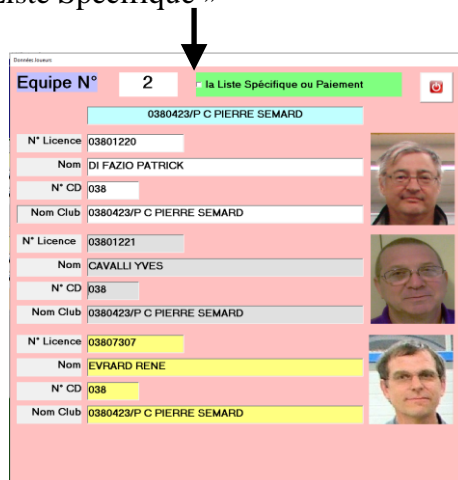 Liste Spécifique »
Données Joueurs
Equipe N° 2 la Liste Spécifique ou Paiement
0380423/P C PIERRE SEMARD
N° Licence 03801220
Nom DI FAZIO PATRICK
N° CD 038
Nom Club 0380423/P C PIERRE SEMARD
N° Licence 03801221
Nom CAVALLI YVES
N° CD 038
Nom Club 0380423/P C PIERRE SEMARD
N° Licence 03807307
Nom EVRARD RENE
N° CD 038
Nom Club 0380423/P C PIERRE SEMARD